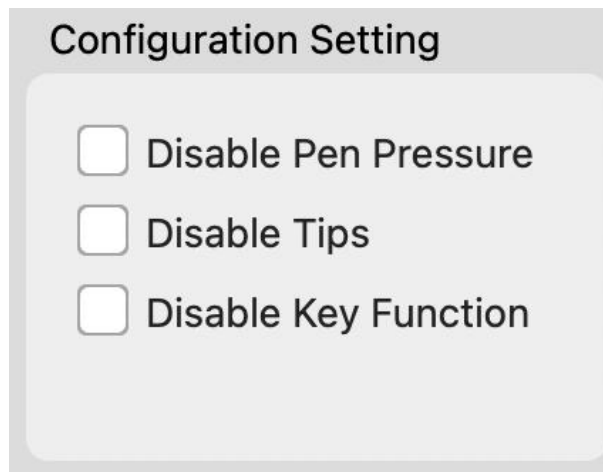 Configuration Setting
Disable Pen Pressure
Disable Tips
Disable Key Function